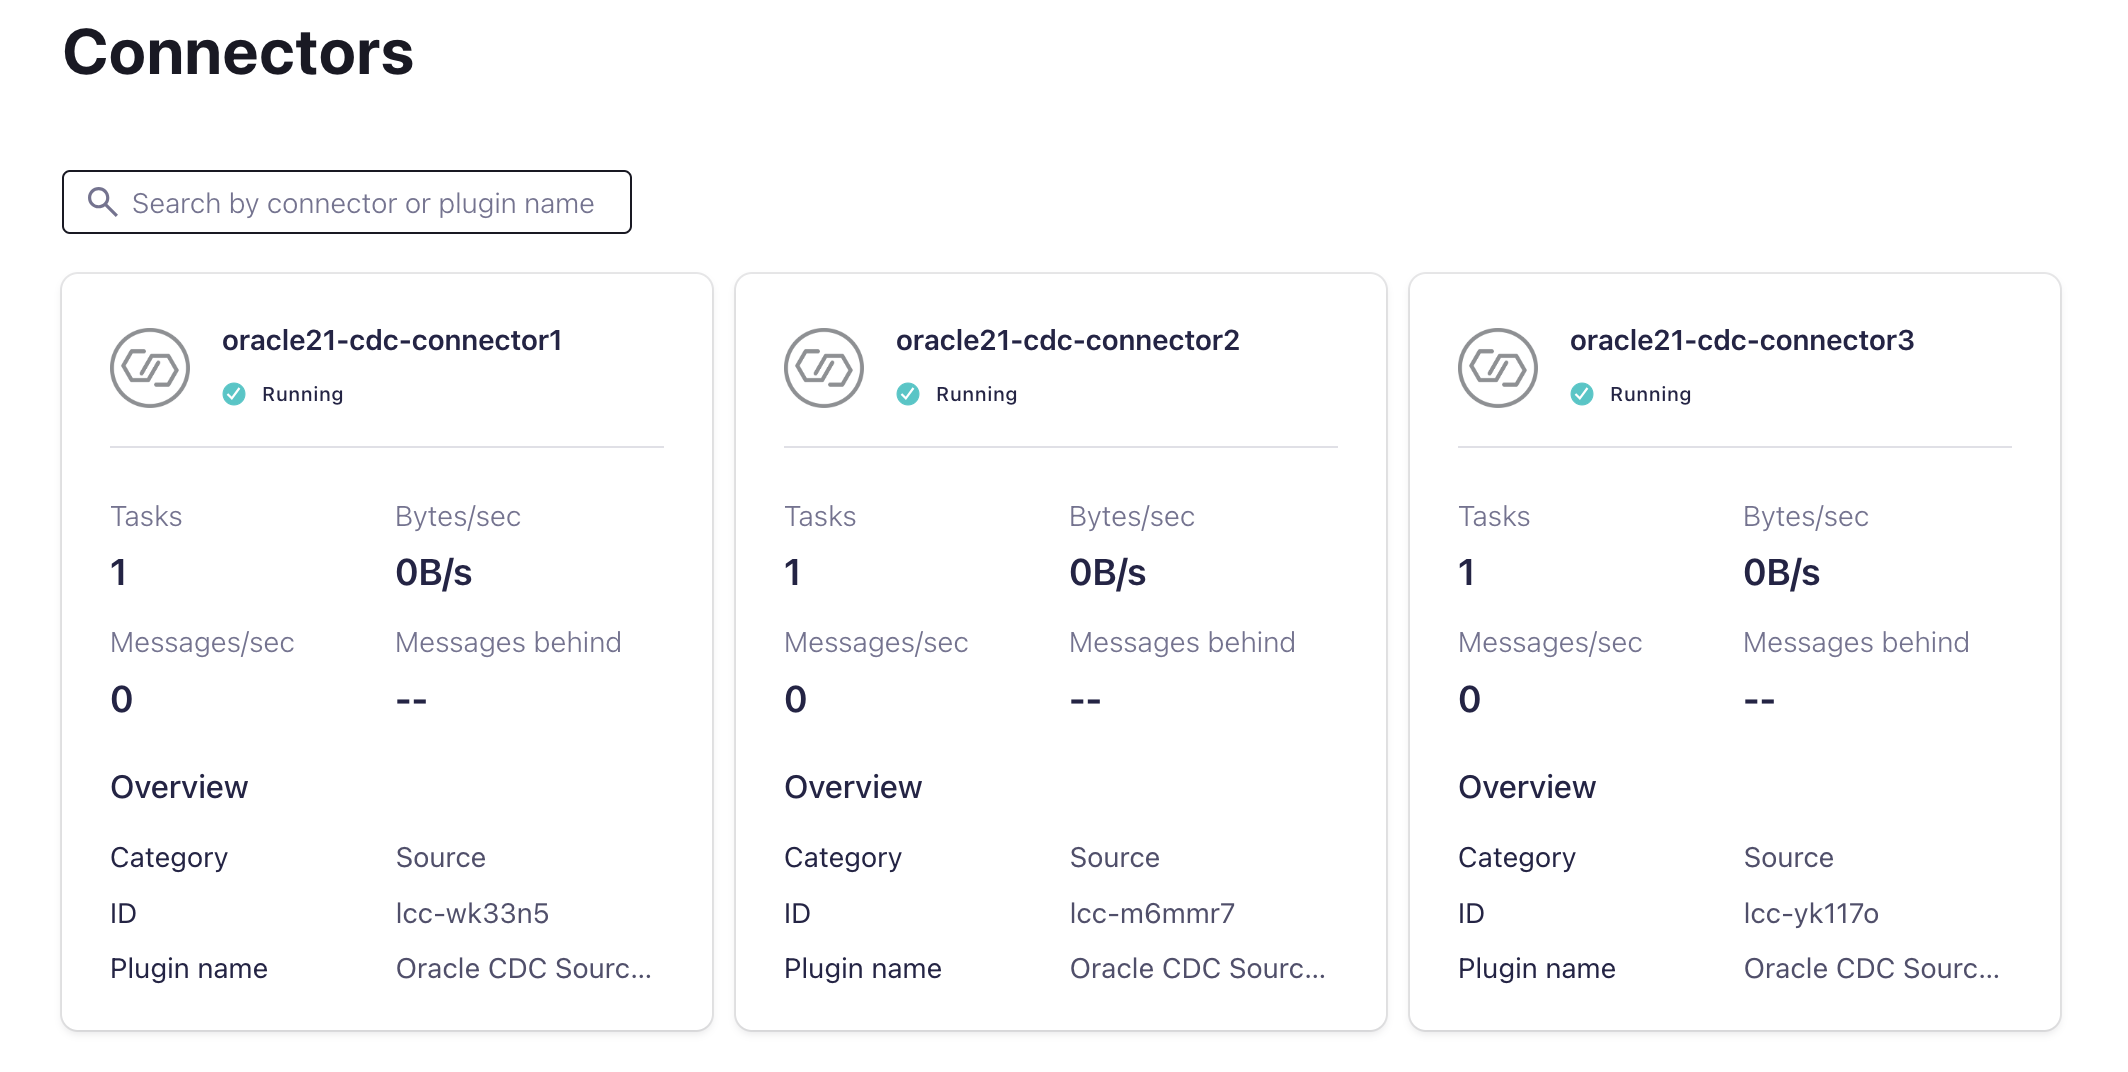 Connectors
Search by connector or plugin name
oracle21-cdc-connector1
Running
Tasks
Bytes/sec
1
0B/s
Messages/sec
Messages behind
0
--
Overview
Category
Source
ID
lcc-wk33n5
Plugin name
Oracle CDC Sourc...
oracle21-cdc-connector2
Running
Tasks
Bytes/sec
1
0B/s
Messages/sec
Messages behind
0
--
Overview
Category
Source
ID
lcc-m6mmr7
Plugin name
Oracle CDC Sourc...
oracle21-cdc-connector3
Running
Tasks
Bytes/sec
1
0B/s
Messages/sec
Messages behind
0
--
Overview
Category
Source
ID
lcc-yk117o
Plugin name
Oracle CDC Sourc...